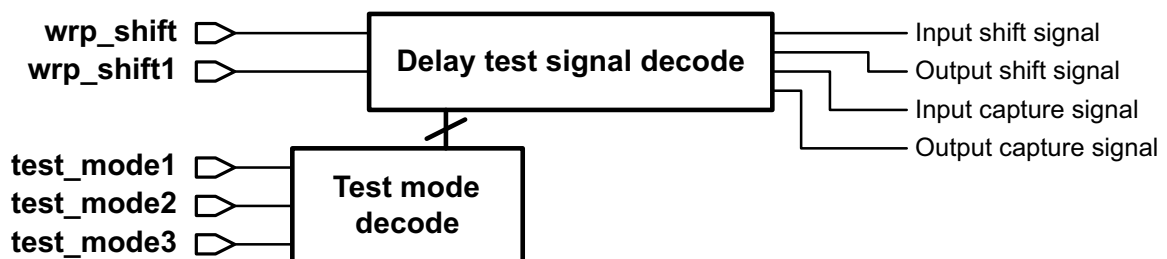 wrp_shift
wrp_shift1
Delay test signal decode
Input shift signal
Output shift signal
Input capture signal
Output capture signal
test_mode1
test_mode2
test_mode3
Test mode
decode